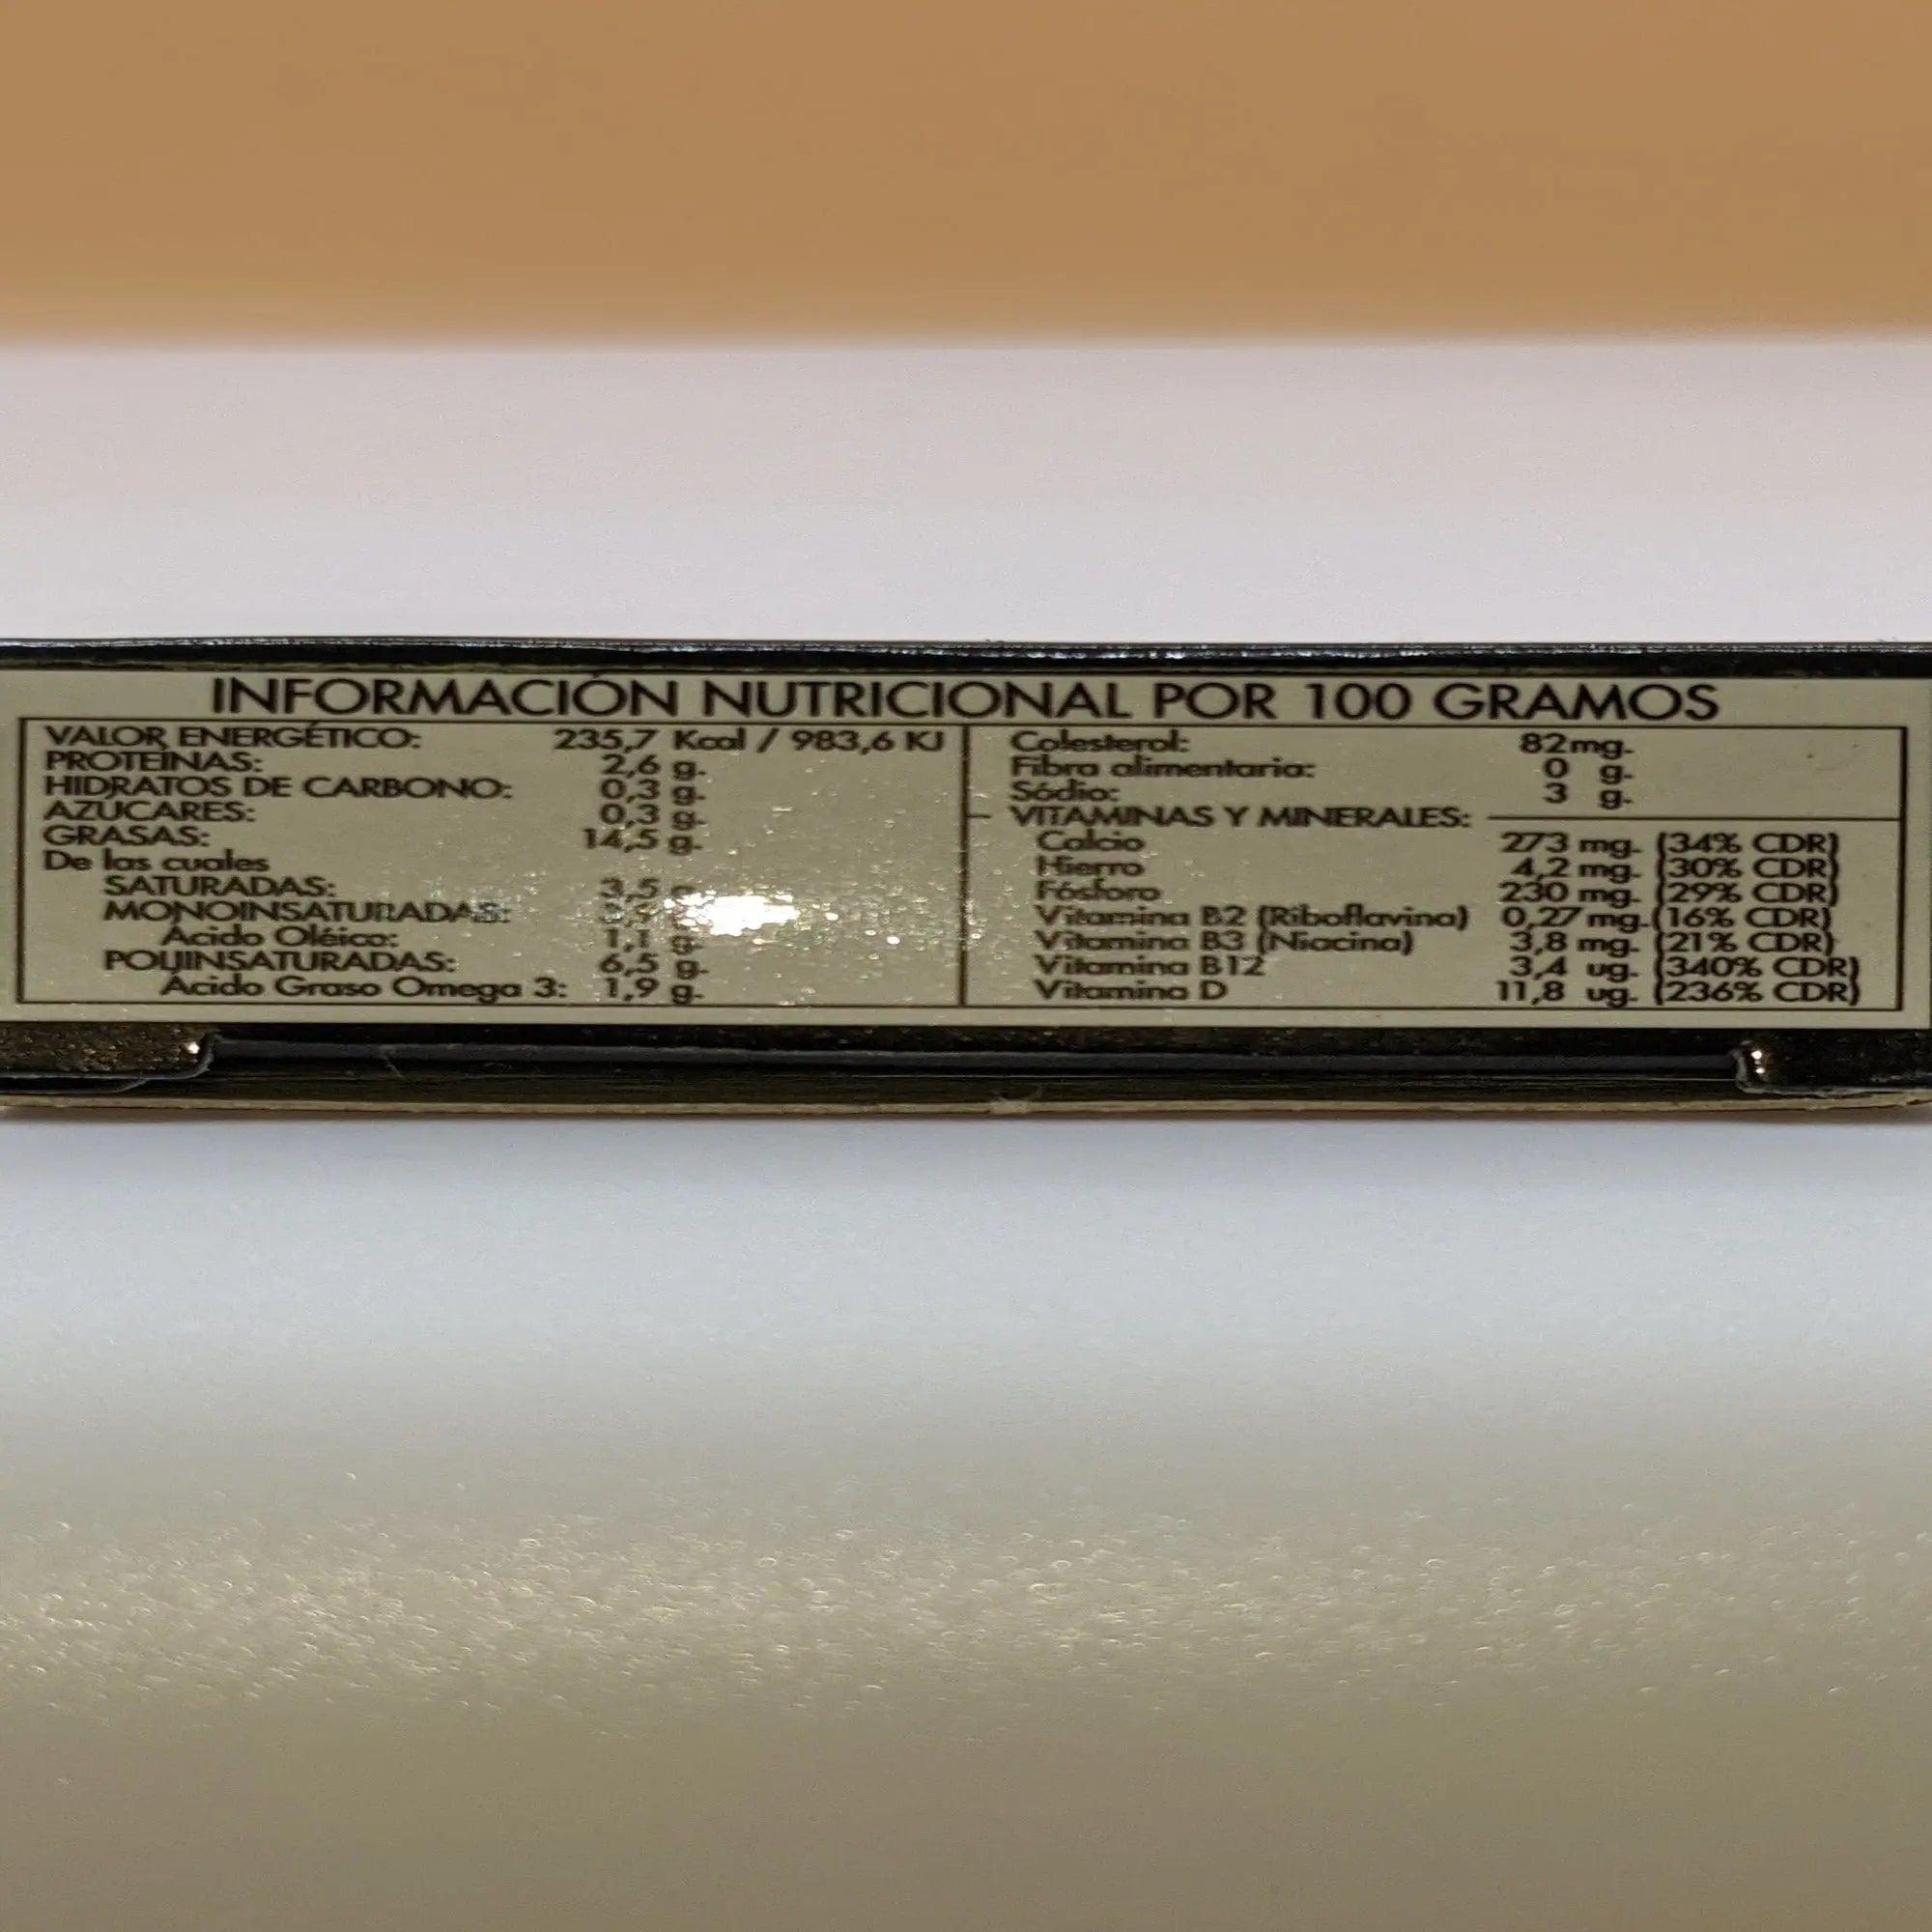 INFORMACIÓN NUTRICIONAL POR 100 GRAMOS
VALOR ENERGÉTICO: 235,7 Kcal / 983,6 KJ
PROTEÍNAS: 2,6 g.
HIDRATOS DE CARBONO: 0,3 g.
AZÚCARES: 0,3 g.
GRASAS: 14,5 g.
De las cuales
SATURADAS: 3,5
MONOINSATURADAS:
Ácido Oléico: 1,1 g.
POLIINSATURADAS: 6,5 g.
Ácido Graso Omega 3: 1,9 g.
Colesterol: 82mg.
Fibra alimentaria: 0 g.
Sódio: 3 g.
VITAMINAS Y MINERALES:
Calcio 273 mg. (34% CDR)
Hierro 4,2 mg. (30% CDR)
Fósforo 230 mg. (29% CDR)
Vitamina B2 (Riboflavina) 0,27 mg. (16% CDR)
Vitamina B3 (Niacina) 3,8 mg. (21% CDR)
Vitamina B12 3,4 ug. (340% CDR)
Vitamina D 11,8 ug. (236% CDR)